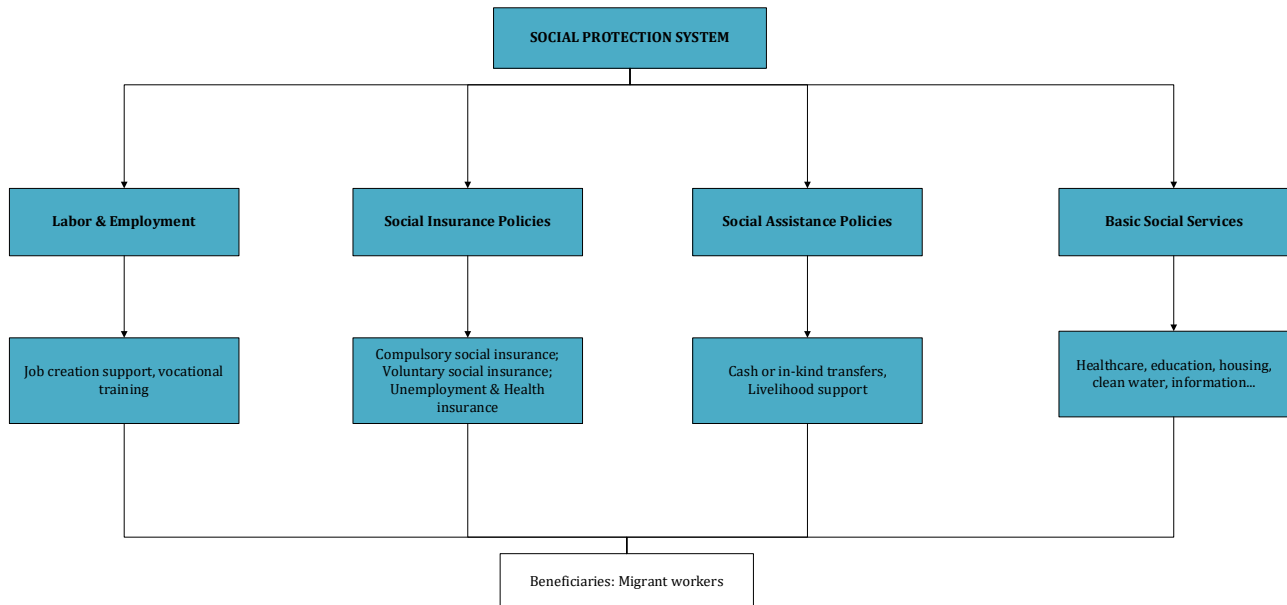 SOCIAL PROTECTION SYSTEM
Labor & Employment
Social Insurance Policies
Social Assistance Policies
Basic Social Services
Job creation support, vocational
training
Compulsory social insurance;
Voluntary social insurance;
Unemployment & Health
insurance
Cash or in-kind transfers,
Livelihood support
Healthcare, education, housing,
clean water, information...
Beneficiaries: Migrant workers